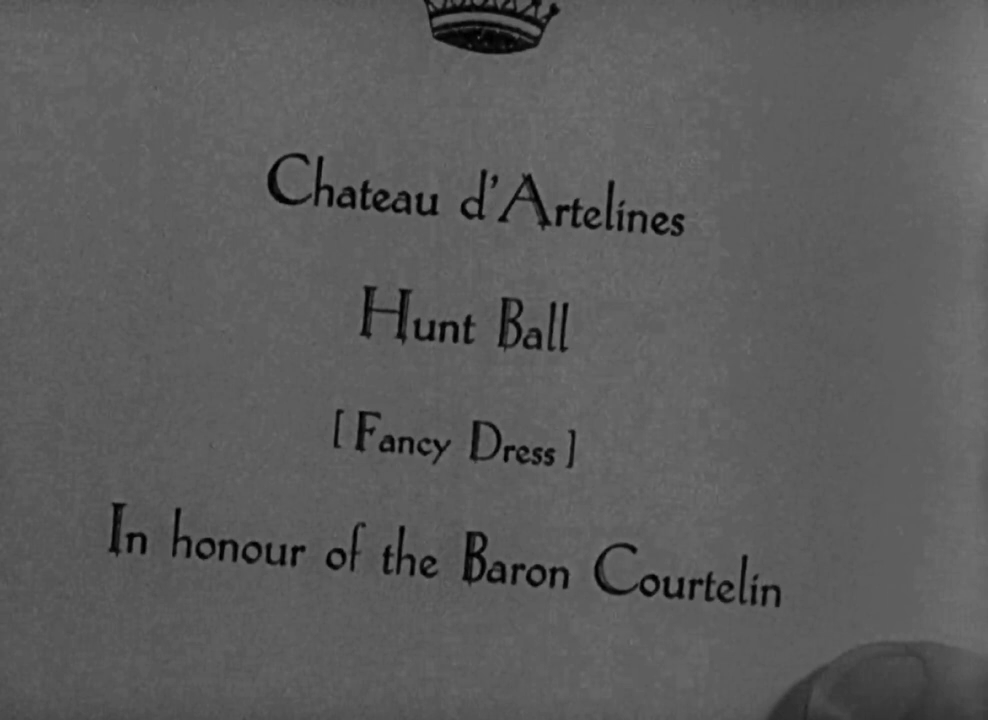 Chateau d'Artelines
Hunt Ball
[Fancy Dress]
In honour of the Baron Courtelin